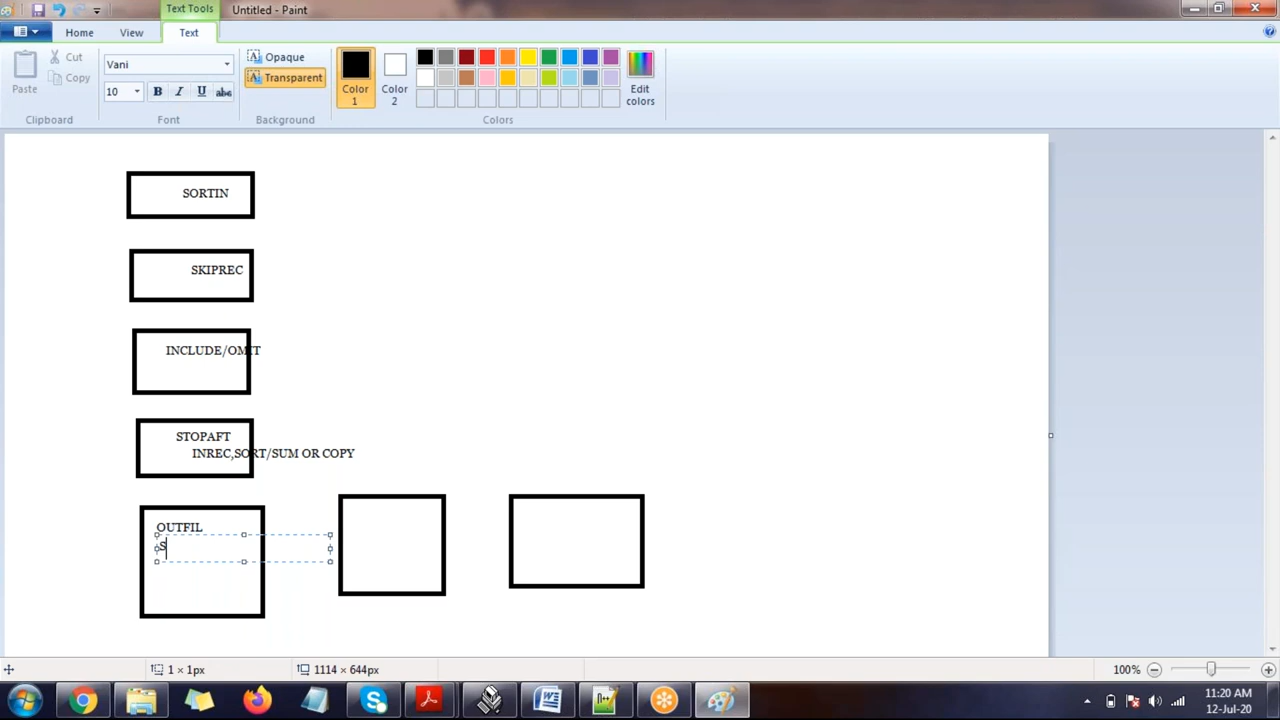 Text Tools
Untitled - Paint
Home
View
Text
Paste
Cut
Copy
Clipboard
Vani
10
B I U abc
Font
Opaque
Transparent
Background
Color 1
Color 2
Edit colors
Colors
SORTIN
SKIPREC
INCLUDE/OMIT
STOPAFT
INREC,SORT/SUM OR COPY
OUTFIL
S
1 × 1px
1114 × 644px
100%
11:20 AM
12-Jul-20